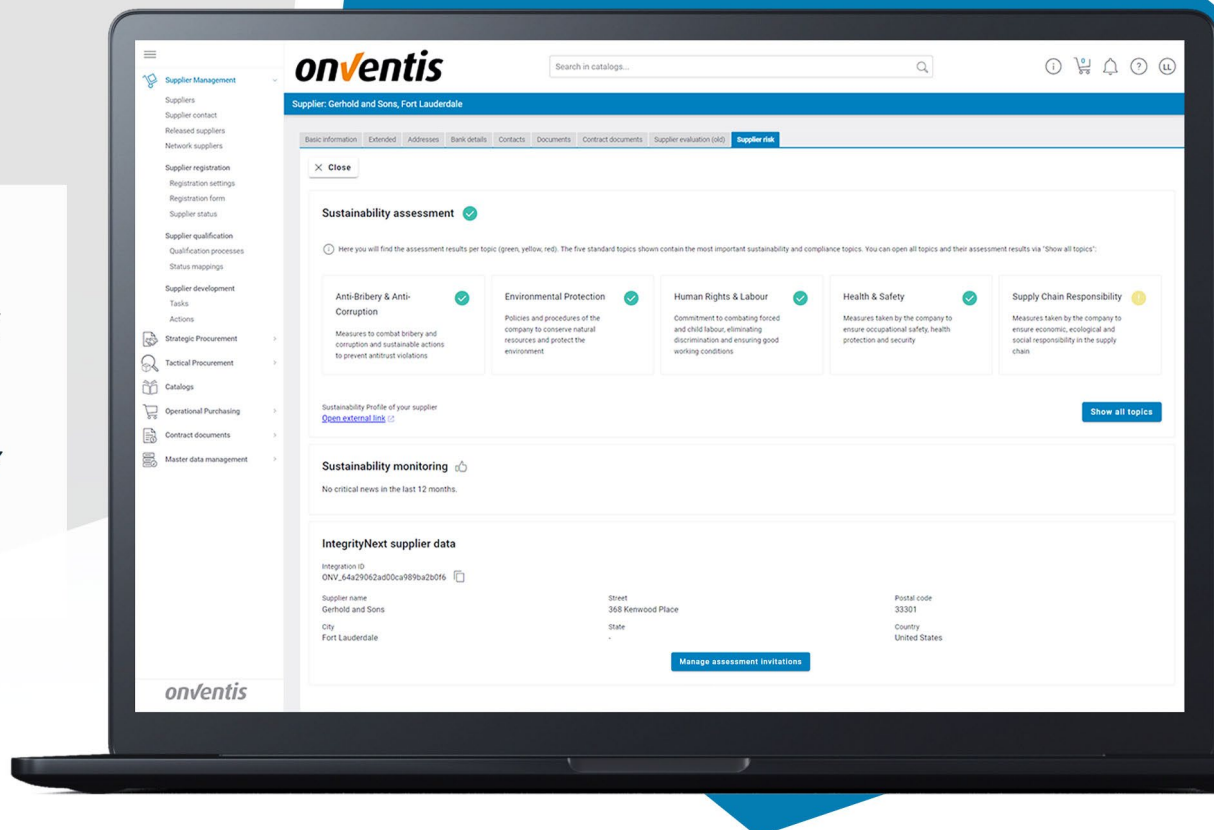 onventis
Search in catalogs...
0
LL
Supplier Management
Suppliers
Supplier contact
Released suppliers
Network suppliers
Supplier registration
Registration settings
Registration form
Supplier status
Supplier qualification
Qualification processes
Status mappings
Supplier development
Tasks
Actions
Strategic Procurement
Tactical Procurement
Catalogs
Operational Purchasing
Contract documents
Master data management
onventis
Supplier: Gerhold and Sons, Fort Lauderdale
Basic information Extended Addresses Bank details Contacts Documents Contract documents Supplier evaluation (old) Supplier risk
Close
Sustainability assessment
Here you will find the assessment results per topic (green, yellow, red). The five standard topics shown contain the most important sustainability and compliance topics. You can open all topics and their assessment results via "Show all topics":
Anti-Bribery & Anti-
Corruption
Measures to combat bribery and
corruption and sustainable actions
to prevent antitrust violations
Environmental Protection
Policies and procedures of the
company to conserve natural
resources and protect the
environment
Human Rights & Labour
Commitment to combating forced
and child labour, eliminating
discrimination and ensuring good
working conditions
Health & Safety
Measures taken by the company to
ensure occupational safety, health
protection and security
Supply Chain Responsibility
Measures taken by the company to
ensure economic, ecological and
social responsibility in the supply
chain
Sustainability Profile of your supplier
Open external link
Show all topics
Sustainability monitoring
No critical news in the last 12 months.
IntegrityNext supplier data
Integration ID
ONV_64a29062ad00ca989ba2b0f6
Supplier name
Gerhold and Sons
Street
368 Kenwood Place
Postal code
33301
City
Fort Lauderdale
State
-
Country
United States
Manage assessment invitations